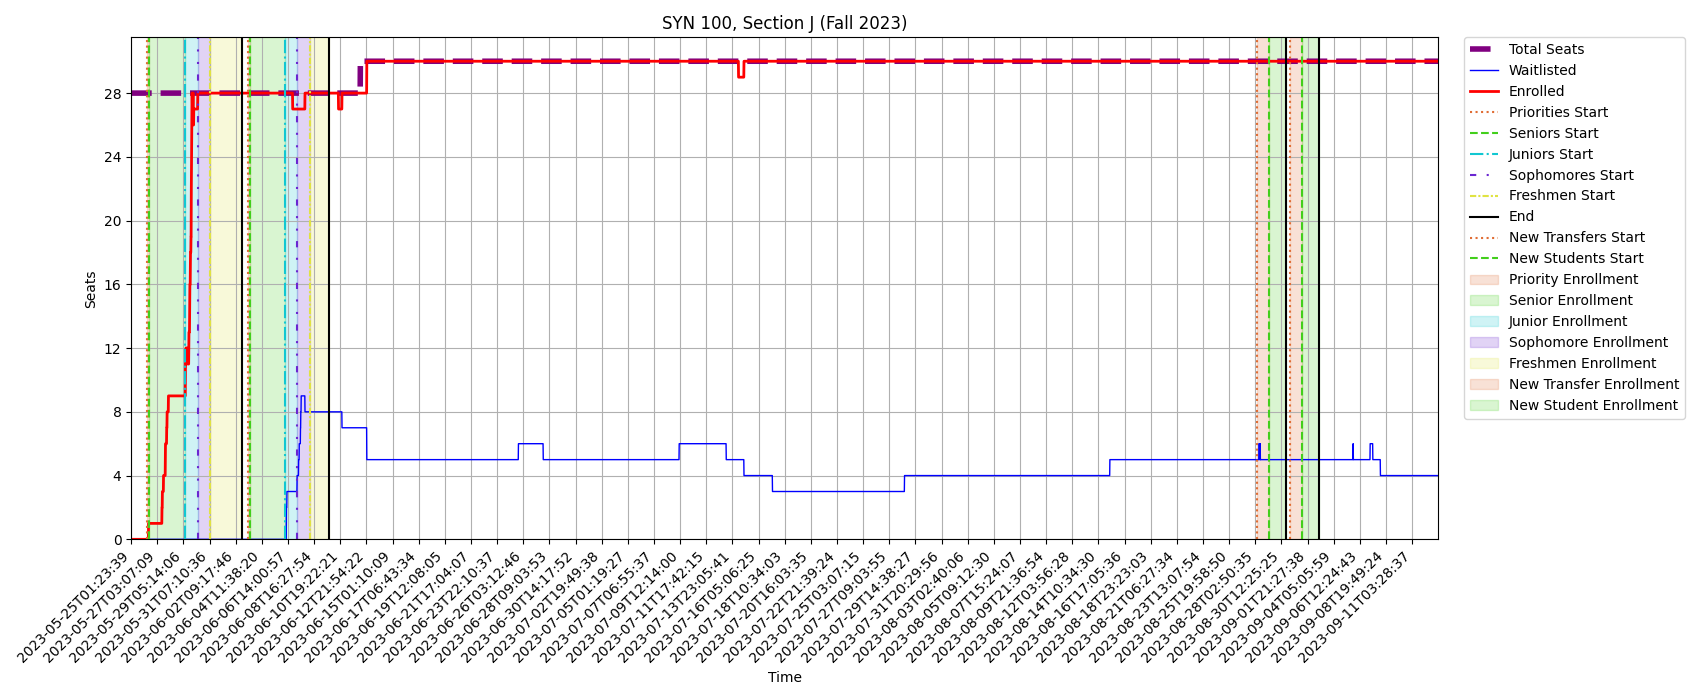 SYN 100, Section J (Fall 2023)
Seats
28
24
20
16
12
8
4
0
2023-05-25T01:23:39
2023-05-27T03:07:09
2023-05-29T05:14:06
2023-05-31T07:10:36
2023-06-02T09:17:46
2023-06-04T11:38:20
2023-06-06T14:00:57
2023-06-08T16:27:54
2023-06-10T19:22:21
2023-06-12T21:54:22
2023-06-15T01:10:09
2023-06-17T06:43:34
2023-06-19T12:08:05
2023-06-21T17:04:07
2023-06-23T22:10:37
2023-06-26T03:12:46
2023-06-28T09:03:53
2023-06-30T14:17:52
2023-07-02T19:49:38
2023-07-05T01:19:27
2023-07-07T06:55:37
2023-07-09T12:14:00
2023-07-11T17:42:15
2023-07-13T23:05:41
2023-07-16T05:06:25
2023-07-18T10:34:03
2023-07-20T16:03:35
2023-07-22T21:39:24
2023-07-25T03:07:15
2023-07-27T09:03:55
2023-07-29T14:38:27
2023-07-31T20:29:56
2023-08-03T02:40:06
2023-08-05T09:12:30
2023-08-07T15:24:07
2023-08-09T21:36:54
2023-08-12T03:56:28
2023-08-14T10:34:30
2023-08-16T17:05:36
2023-08-18T23:23:03
2023-08-21T06:27:34
2023-08-23T13:07:54
2023-08-25T19:58:50
2023-08-28T02:50:35
2023-08-30T12:25:25
2023-09-01T21:27:38
2023-09-04T05:05:59
2023-09-06T12:24:43
2023-09-08T19:49:24
2023-09-11T03:28:37
Time
Total Seats
Waitlisted
Enrolled
Priorities Start
Seniors Start
Juniors Start
Sophomores Start
Freshmen Start
End
New Transfers Start
New Students Start
Priority Enrollment
Senior Enrollment
Junior Enrollment
Sophomore Enrollment
Freshmen Enrollment
New Transfer Enrollment
New Student Enrollment